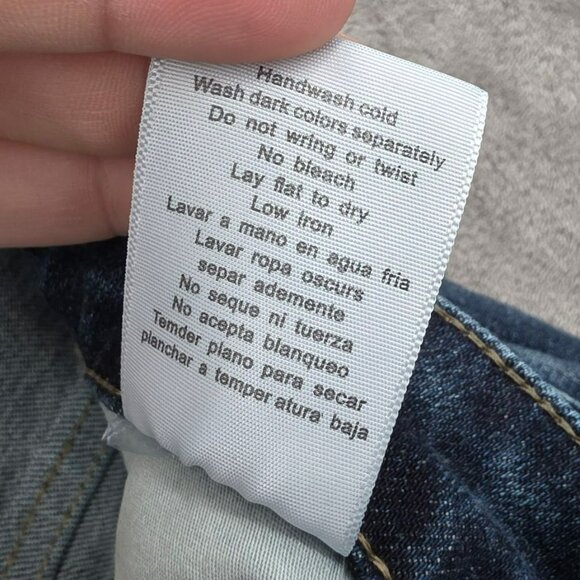 Handwash cold
Wash dark colors separately
Do not wring or twist
No bleach
Lay flat to dry
Low iron
Lavar a mano en agua fria
Lavar ropa oscurs
separ ademente
No seque ni fuerza
No acepta blanqueo
Temder plano para secar
planchar a temper atura baja